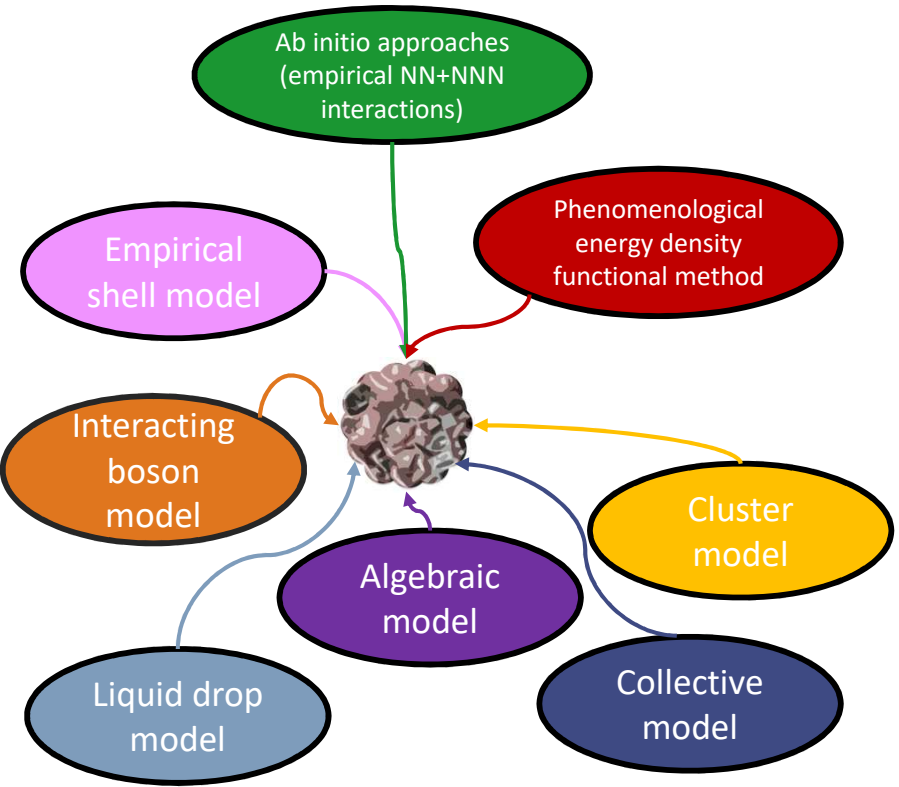 Ab initio approaches
(empirical NN+NNN
interactions)
Phenomenological
energy density
functional method
Empirical
shell model
Interacting
boson
model
Cluster
model
Algebraic
model
Liquid drop
model
Collective
model